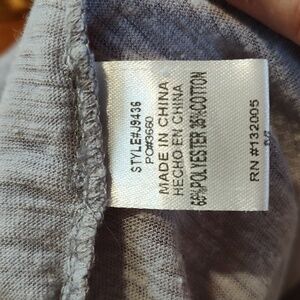 STYLE#J9436
PO#3660
MADE IN CHINA
HECHO EN CHINA
65%POLYESTER 35%COTTON
RN #132005